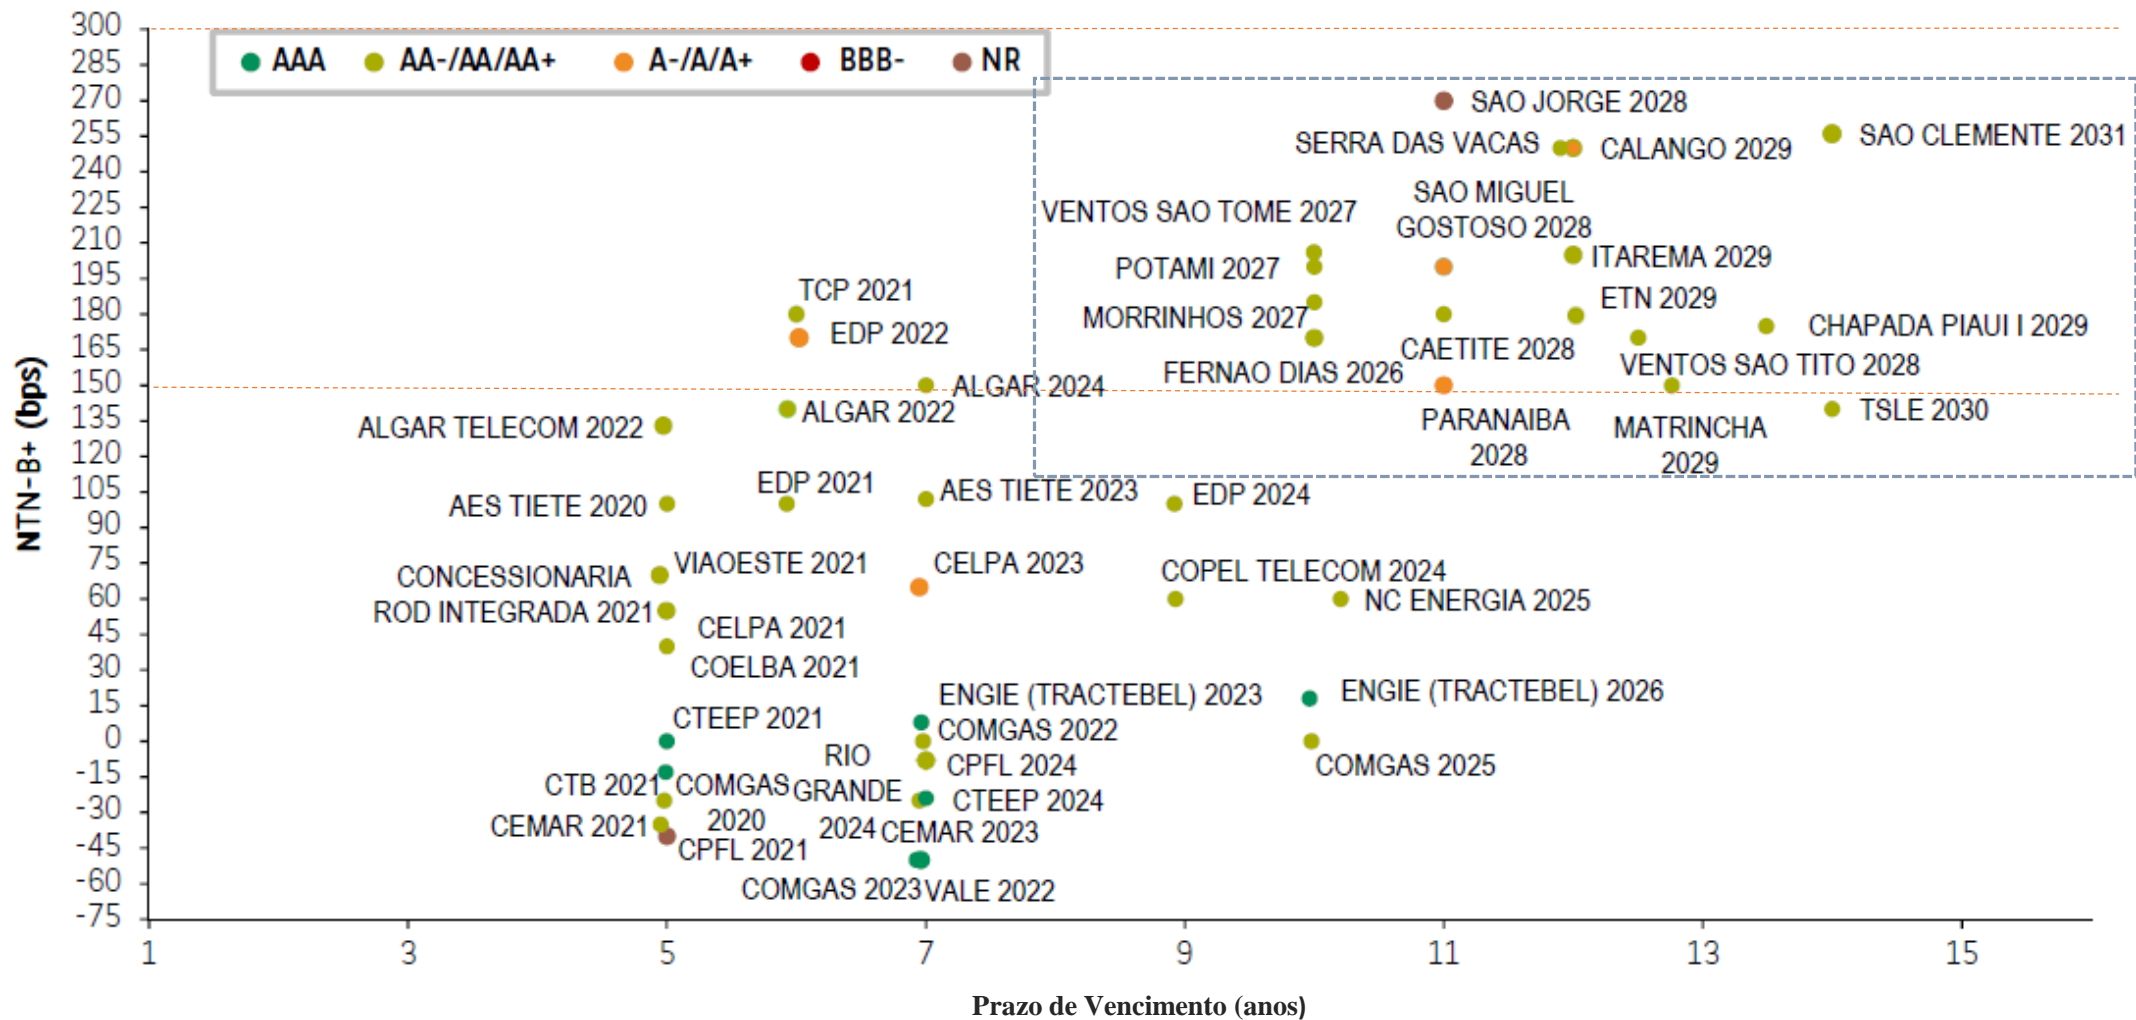 300
285
270
255
240
225
210
195
180
165
150
135
120
105
90
75
60
45
30
15
0
-15
-30
-45
-60
-75
NTN-B+ (bps)
AAA AA-/AA/AA+ A-/A/A+ BBB- NR
SAO JORGE 2028
SERRA DAS VACAS
CALANGO 2029
SAO CLEMENTE 2031
SAO MIGUEL
GOSTOSO 2028
VENTOS SAO TOME 2027
POTAMI 2027
ITAREMA 2029
TCP 2021
ETN 2029
MORRINHOS 2027
EDP 2022
CHAPADA PIAUI I 2029
CAETITE 2028
VENTOS SAO TITO 2028
FERNAO DIAS 2026
ALGAR 2024
ALGAR 2022
TSLE 2030
ALGAR TELECOM 2022
PARANAIBA
2028
MATRINCHA
2029
EDP 2021
AES TIETE 2023
EDP 2024
AES TIETE 2020
VIAOESTE 2021
CELPA 2023
CONCESSIONARIA
ROD INTEGRADA 2021
COPEL TELECOM 2024
NC ENERGIA 2025
CELPA 2021
COELBA 2021
ENGIE (TRACTEBEL) 2023
ENGIE (TRACTEBEL) 2026
CTEEP 2021
COMGAS 2022
RIO
GRANDE
2024
CPFL 2024
COMGAS 2025
CTB 2021
COMGAS
2020
CTEEP 2024
CEMAR 2021
CEMAR 2023
CPFL 2021
COMGAS 2023
VALE 2022
1 3 5 7 9 11 13 15
Prazo de Vencimento (anos)